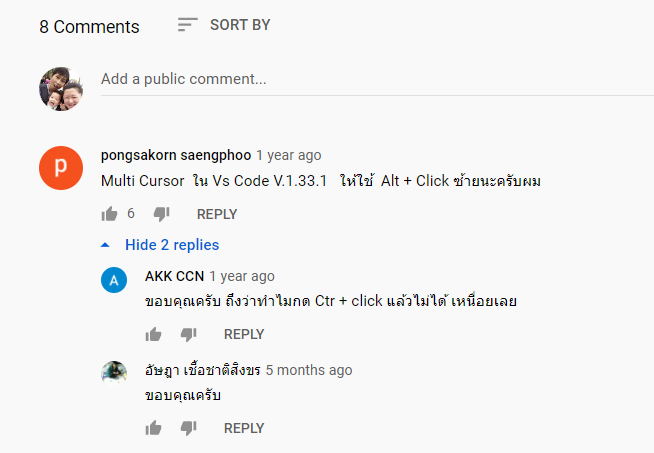 8 Comments
SORT BY
Add a public comment...
p
pongsakorn saengphoo 1 year ago
Multi Cursor ใน Vs Code V.1.33.1 ให้ใช้ Alt + Click ซ้ายนะครับผม
6
REPLY
Hide 2 replies
A
AKK CCN 1 year ago
ขอบคุณครับ ถึงว่าทำไมกด Ctr + click แล้วไม่ได้ เหนื่อยเลย
REPLY
อัษฎา เชื้อชาติสิงขร 5 months ago
ขอบคุณครับ
REPLY